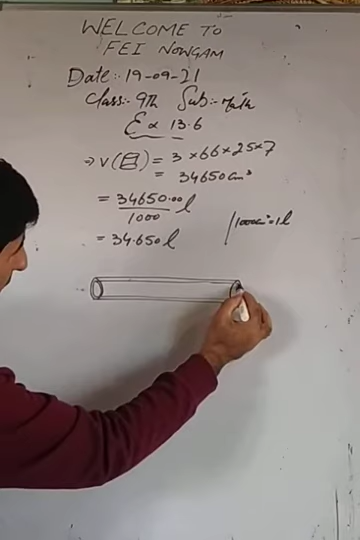 WELCOME TO
FEI NOWGAM
Date:- 19-09-21
Class:- 9th Sub:- Math
Ex 13.6
⇒ V( ) = 3 × 66 × 25 × 7
= 34650 cm³
= 34650.00/1000 l
1000cm³ = 1l
= 34.650 l